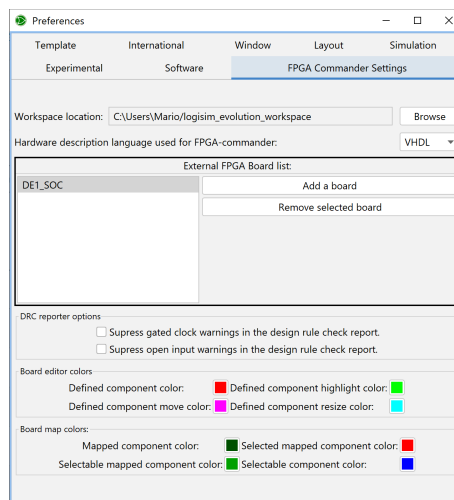 Preferences
Template International Window Layout Simulation
Experimental Software FPGA Commander Settings
Workspace location: C:\Users\Mario/logisim_evolution_workspace Browse
Hardware description language used for FPGA-commander: VHDL
External FPGA Board list:
DE1_SOC Add a board
Remove selected board
DRC reporter options
Supress gated clock warnings in the design rule check report.
Supress open input warnings in the design rule check report.
Board editor colors
Defined component color: Defined component highlight color:
Defined component move color: Defined component resize color:
Board map colors:
Mapped component color: Selected mapped component color:
Selectable mapped component color: Selectable component color: